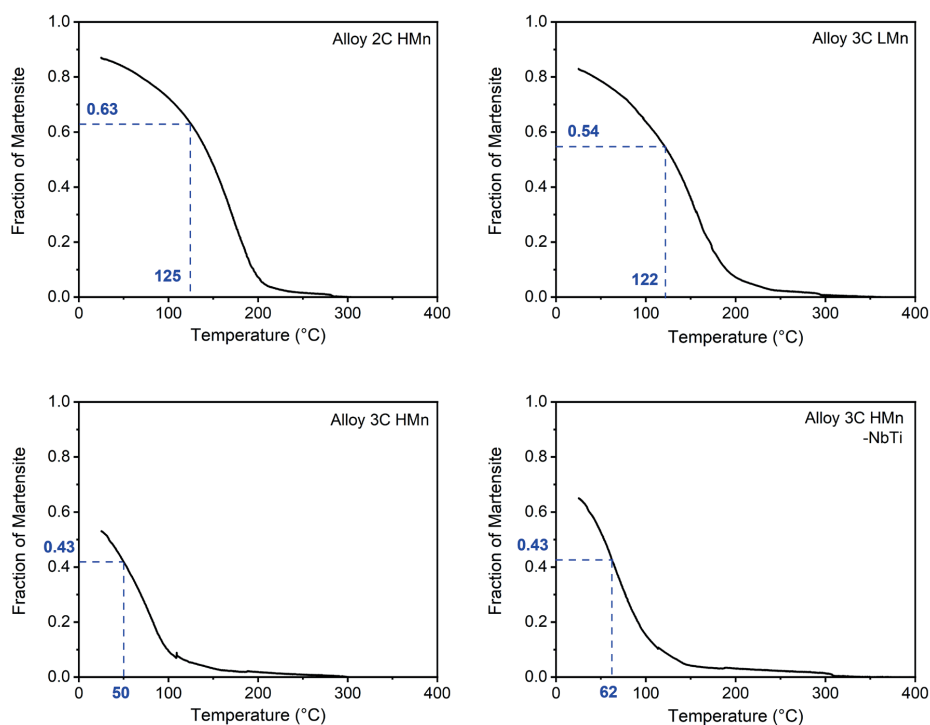 Alloy 2C HMn
Fraction of Martensite
1.0
0.8
0.6
0.4
0.2
0.0
0.63
125
0 100 200 300 400
Temperature (°C)
Alloy 3C LMn
Fraction of Martensite
1.0
0.8
0.6
0.4
0.2
0.0
0.54
122
0 100 200 300 400
Temperature (°C)
Alloy 3C HMn
Fraction of Martensite
1.0
0.8
0.6
0.4
0.2
0.0
0.43
0 50 100 200 300 400
Temperature (°C)
Alloy 3C HMn
-NbTi
Fraction of Martensite
1.0
0.8
0.6
0.4
0.2
0.0
0.43
0 62 100 200 300 400
Temperature (°C)